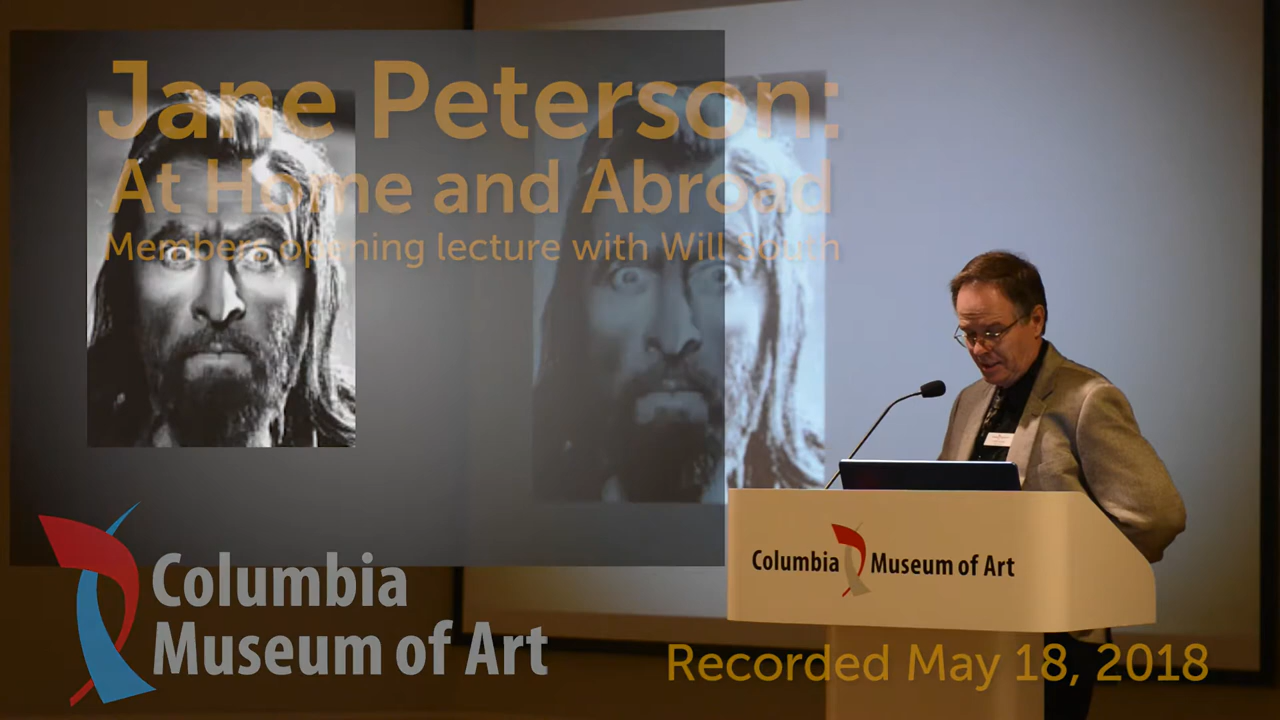 Jane Peterson:
At Home and Abroad
Members opening lecture with Will South
Columbia Museum of Art
Columbia
Museum of Art
Recorded May 18, 2018